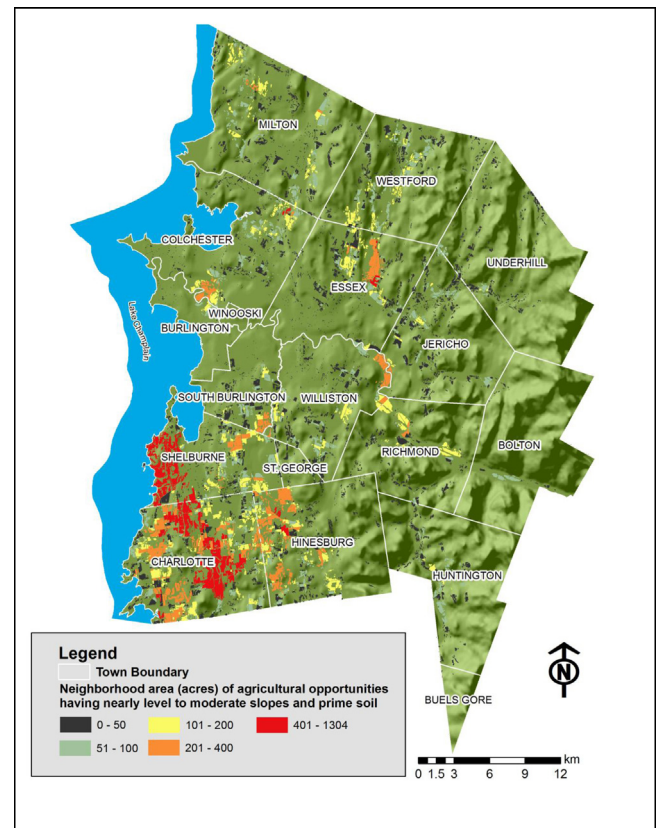 MILTON
WESTFORD
COLCHESTER
UNDERHILL
ESSEX
Lake Champlain
WINOOSKI
BURLINGTON
JERICHO
SOUTH BURLINGTON
WILLISTON
SHELBURNE
RICHMOND
BOLTON
ST. GEORGE
HINESBURG
CHARLOTTE
HUNTINGTON
BUELS GORE
Legend
Town Boundary
Neighborhood area (acres) of agricultural opportunities
having nearly level to moderate slopes and prime soil
0 - 50
101 - 200
401 - 1304
51 - 100
201 - 400
N
km
0 1.5 3 6 9 12